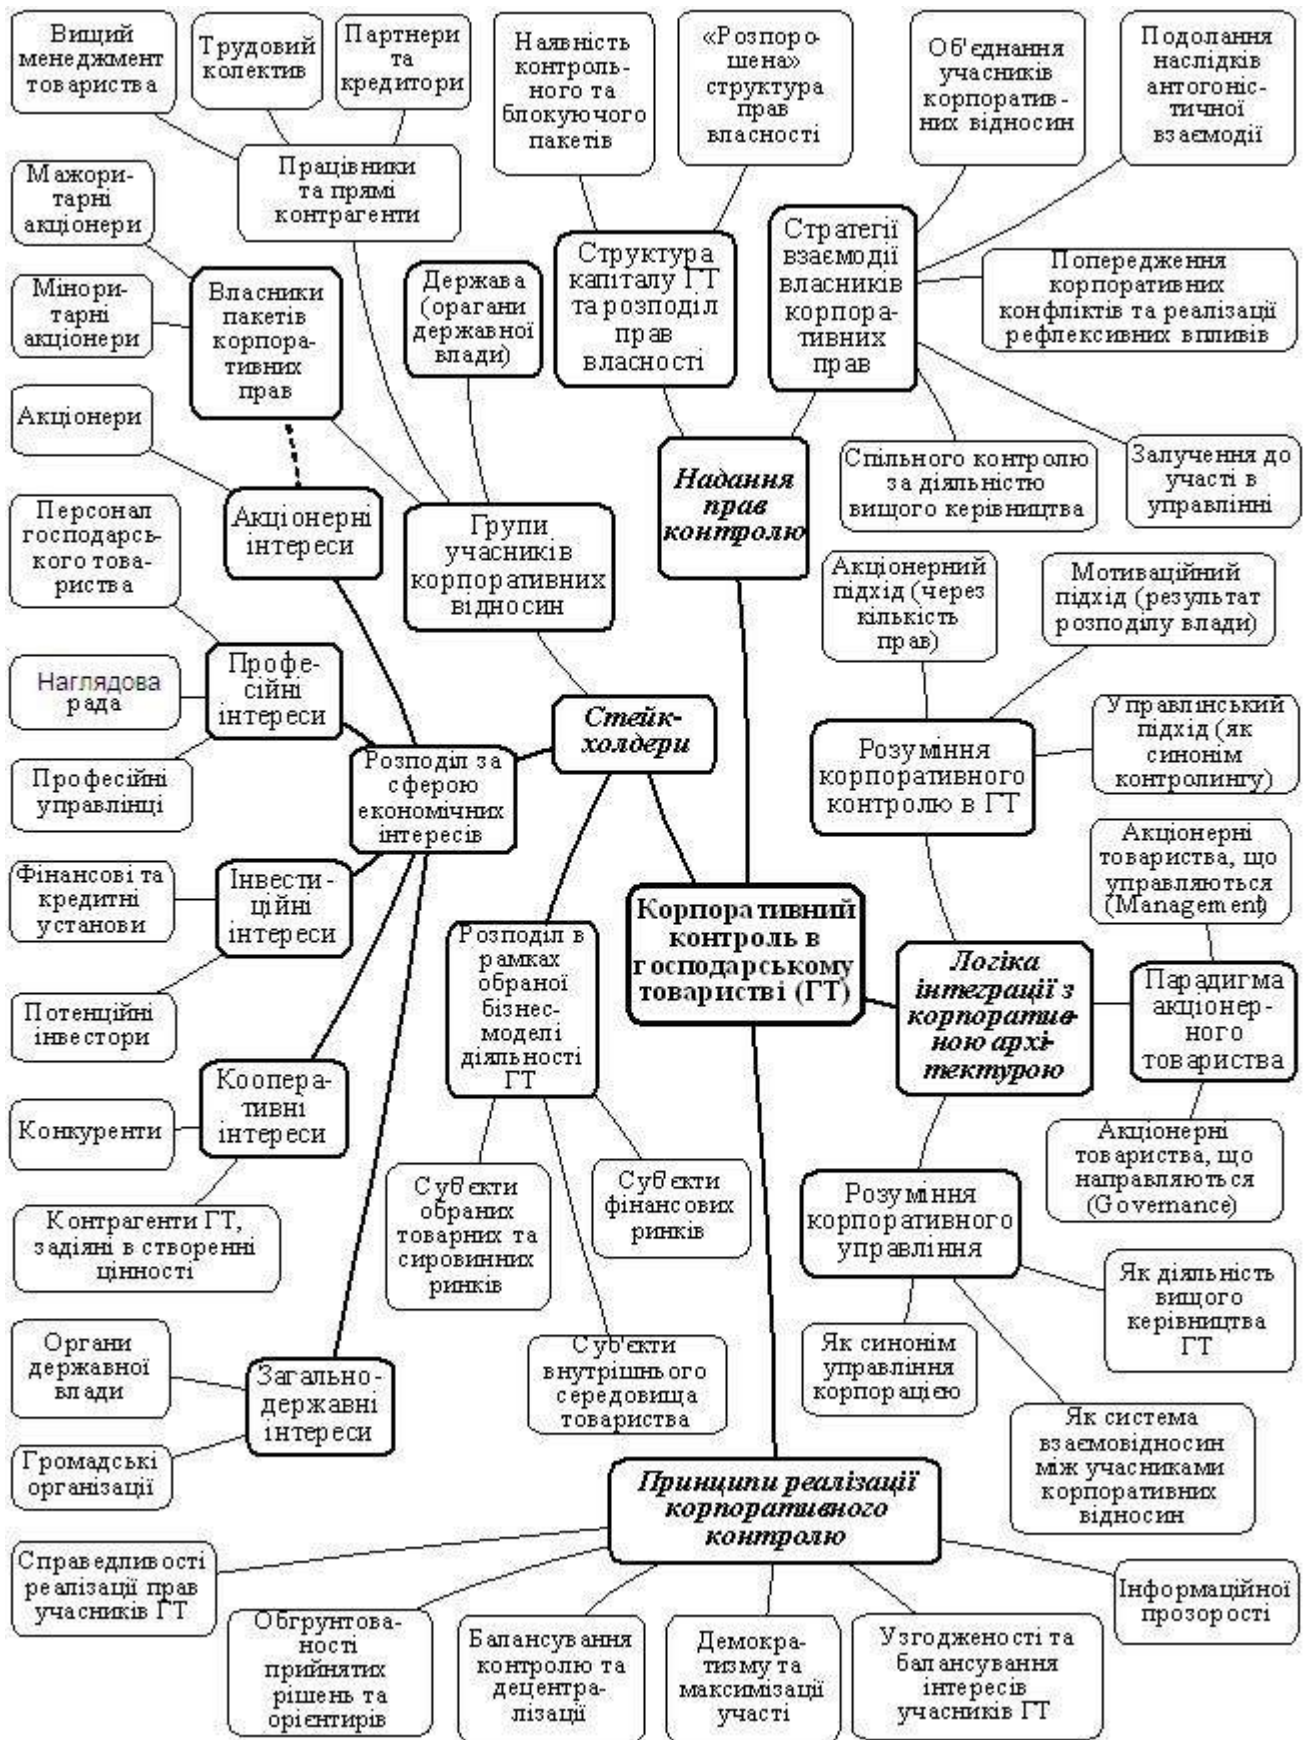 Вищий
менеджмент
товариства
Трудовий
колектив
Партнери
та
кредитори
Наявність
контроль-
ного та
блокуючого
пакетів
«Розпоро-
шена»
структура
прав
власності
Об'єднання
учасників
корпоратив-
них відносин
Подолання
наслідків
антогоніс-
тичної
взаємодії
Працівники
та прямі
контрагенти
Мажори-
тарні
акціонери
Мінори-
тарні
акціонери
Власники
пакетів
корпора-
тивних
прав
Держава
(орагани
державної
влади)
Структура
капіталу ГТ
та розподіл
прав
власності
Стратегії
взаємодії
власників
корпора-
тивних
прав
Попередження
корпоративних
конфліктів та реалізації
рефлексивних впливів
Акціонери
Акціонерні
інтереси
Групи
учасників
корпоративних
відносин
Надання
прав
контролю
Спільного контролю
за діяльністю
вищого керівництва
Залучення до
участі в
управлінні
Персонал
господарсь-
кого това-
риства
Акціонерний
підхід (через
кількість
прав)
Мотиваційний
підхід (результат
розподілу влади)
Наглядова
рада
Профе-
сійні
інтереси
Стейк-
холдери
Розуміння
корпоративного
контролю в ГТ
Управлінський
підхід (як
синонім
контролингу)
Професійні
управлінці
Розподіл за
сферою
економічних
інтересів
Акціонерні
товариства, що
управляються
(Management)
Фінансові та
кредитні
установи
Інвести-
ційні
інтереси
Розподіл в
рамках
обраної
бізнес-
моделі
діяльності
ГТ
Корпоративний
контроль в
господарському
товаристві (ГТ)
Логіка
інтеграції з
корпоратив-
ною архі-
тектурою
Парадигма
акціонер-
ного
товариства
Потенційні
інвестори
Коопера-
тивні
інтереси
Конкуренти
Акціонерні
товариства, що
направляються
(Governance)
Контрагенти ГТ,
задіяні в створенні
цінності
Суб'єкти
обраних
товарних та
сировинних
ринків
Суб'єкти
фінансових
ринків
Розуміння
корпоративного
управління
Як діяльність
вищого
керівництва
ГТ
Органи
державної
влади
Загально-
державні
інтереси
Суб'єкти
внутрішнього
середовища
товариства
Як синонім
управління
корпорацією
Як система
взаємовідносин
між учасниками
корпоративних
відносин
Громадські
організації
Принципи реалізації
корпоративного
контролю
Справедливості
реалізації прав
учасників ГТ
Обгрунтова-
ності
прийнятих
рішень та
орієнтирів
Балансування
контролю та
децентра-
лізації
Демокра-
тизму та
максимізації
участі
Узгодженості та
балансування
інтересів
учасників ГТ
Інформаційної
прозорості